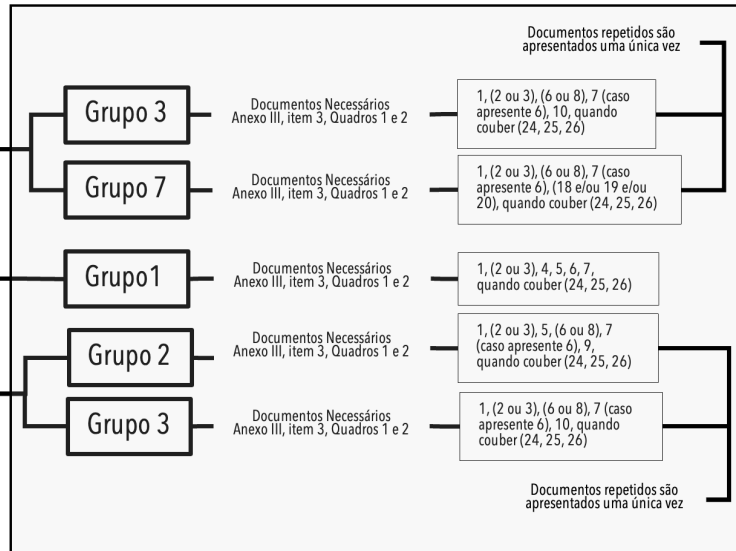 Documentos repetidos são
apresentados uma única vez
Grupo 3
Documentos Necessários
Anexo III, item 3, Quadros 1 e 2
1, (2 ou 3), (6 ou 8), 7 (caso
apresente 6), 10, quando
couber (24, 25, 26)
Grupo 7
Documentos Necessários
Anexo III, item 3, Quadros 1 e 2
1, (2 ou 3), (6 ou 8), 7 (caso
apresente 6), (18 e/ou 19 e/ou
20), quando couber (24, 25, 26)
Grupo1
Documentos Necessários
Anexo III, item 3, Quadros 1 e 2
1, (2 ou 3), 4, 5, 6, 7,
quando couber (24, 25, 26)
Grupo 2
Documentos Necessários
Anexo III, item 3, Quadros 1 e 2
1, (2 ou 3), 5, (6 ou 8), 7
(caso apresente 6), 9,
quando couber (24, 25, 26)
Grupo 3
Documentos Necessários
Anexo III, item 3, Quadros 1 e 2
1, (2 ou 3), (6 ou 8), 7 (caso
apresente 6), 10, quando
couber (24, 25, 26)
Documentos repetidos são
apresentados uma única vez